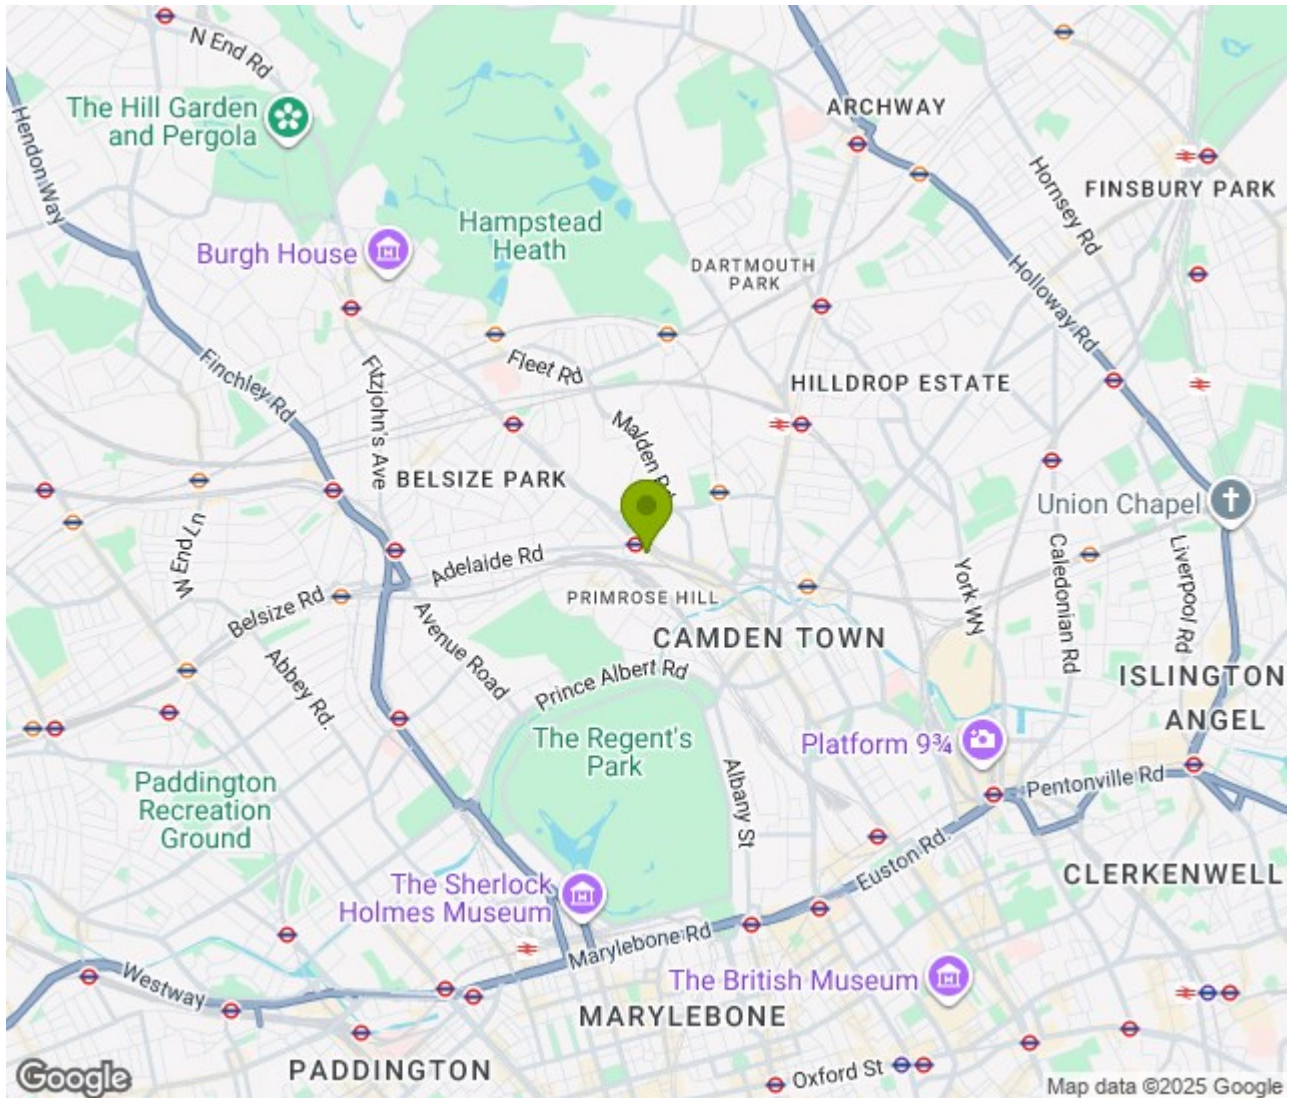 N End Rd
The Hill Garden
and Pergola
Hendon Way
ARCHWAY
Hornsey Rd
FINSBURY PARK
Hampstead
Heath
Burgh House
DARTMOUTH
PARK
Holloway Rd
Finchley Rd
Fitzjohn's Ave
Fleet Rd
HILLDROP ESTATE
Malden Rd
BELSIZE PARK
Union Chapel
W End Ln
Adelaide Rd
York Wy
Caledonian Rd
Liverpool Rd
Belsize Rd
PRIMROSE HILL
Avenue Road
CAMDEN TOWN
Abbey Rd.
Prince Albert Rd
ISLINGTON
ANGEL
The Regent's
Park
Platform 9¾
Albany St
Pentonville Rd
Paddington
Recreation
Ground
Euston Rd.
CLERKENWELL
The Sherlock
Holmes Museum
Marylebone Rd
Westway
The British Museum
MARYLEBONE
PADDINGTON
Oxford St
Google
Map data ©2025 Google